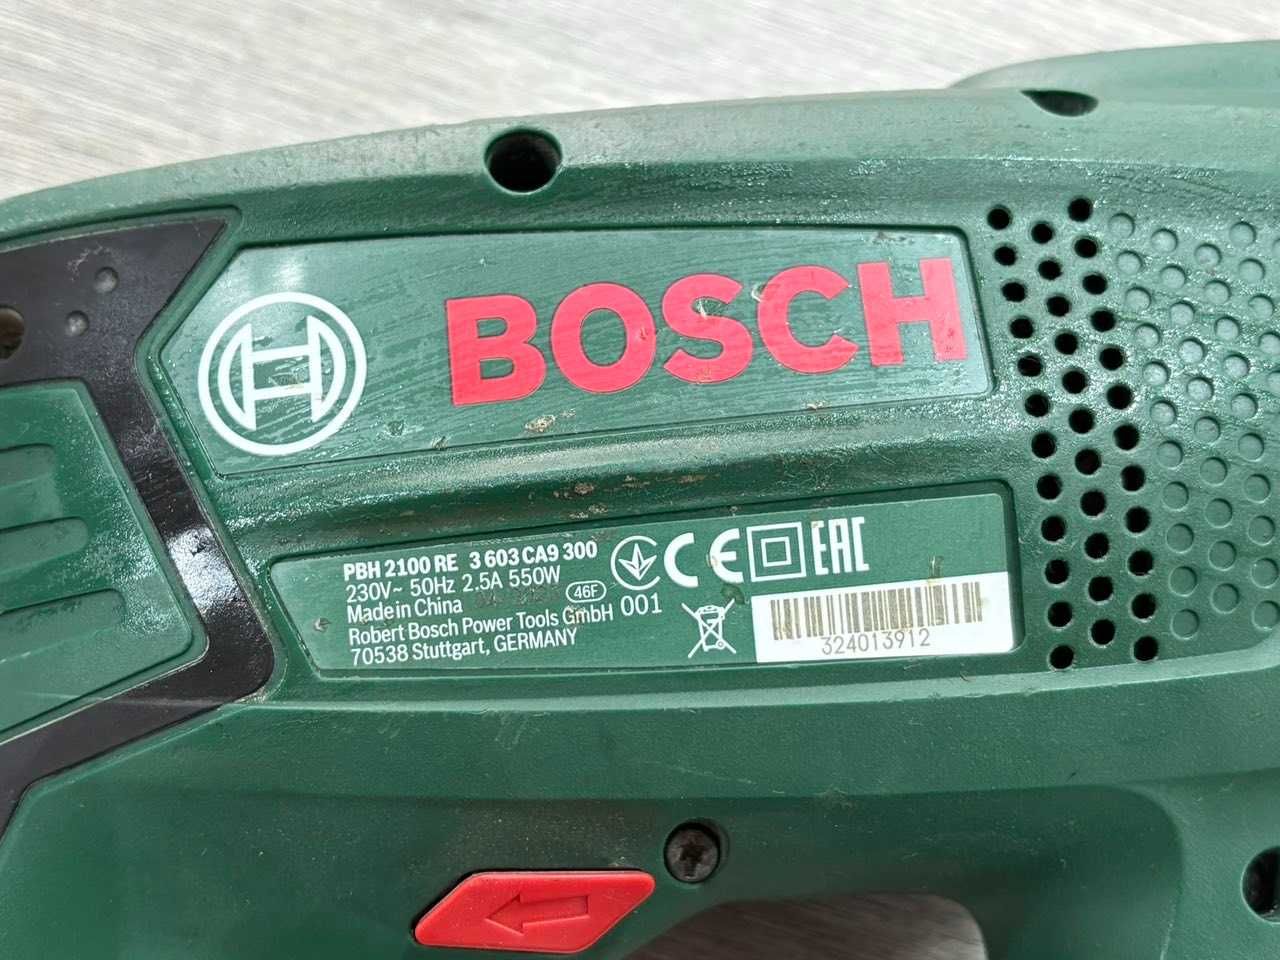 BOSCH
PBH 2100 RE 3 603 CA9 300
230V~ 50Hz 2.5A 550W
Made in China 46F
Robert Bosch Power Tools GmbH 001
70538 Stuttgart, GERMANY
CE EAC
324013912